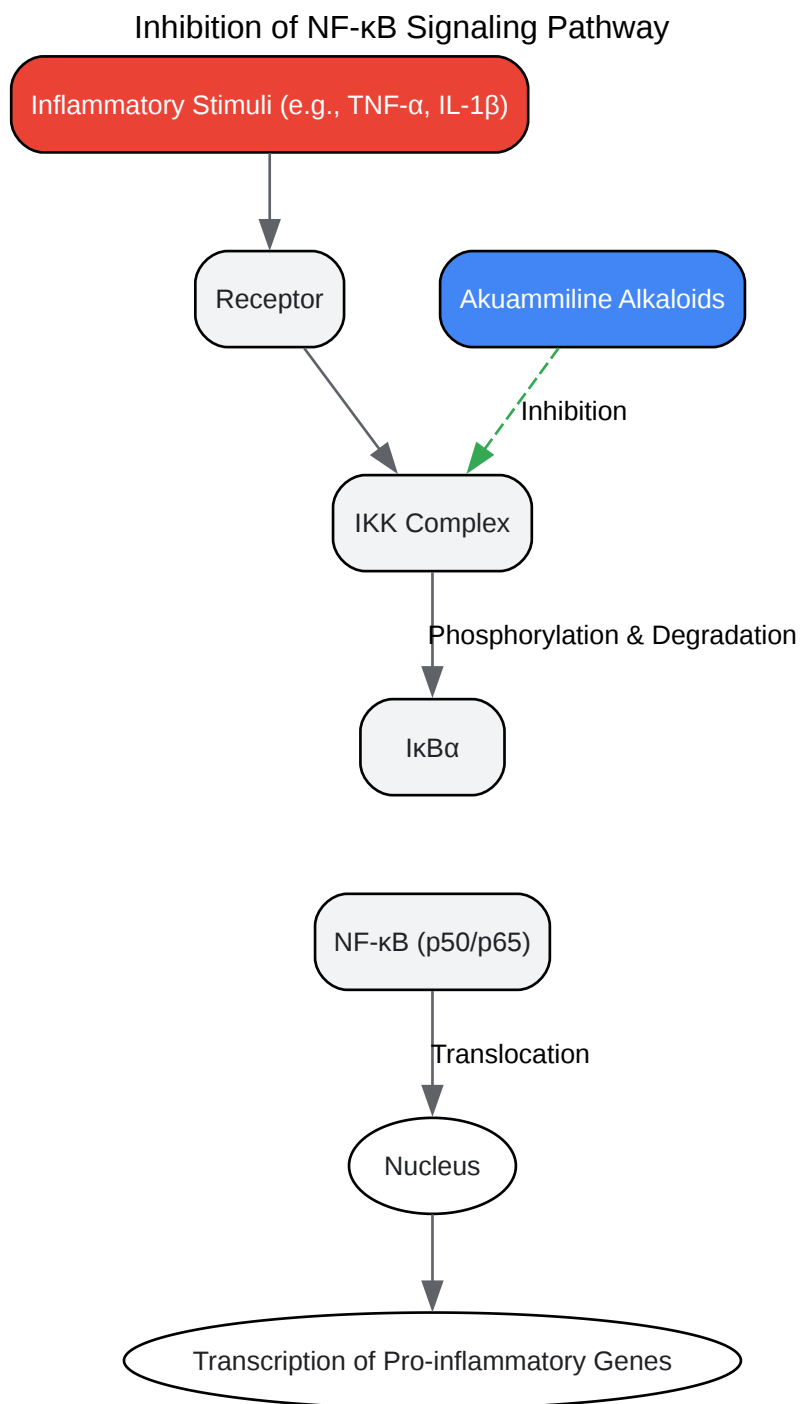 Inhibition of NF-κB Signaling Pathway
Inflammatory Stimuli (e.g., TNF-α, IL-1β)
Receptor
Akuammiline Alkaloids
Inhibition
IKK Complex
Phosphorylation & Degradation
IκBα
NF-κB (p50/p65)
Translocation
Nucleus
Transcription of Pro-inflammatory Genes